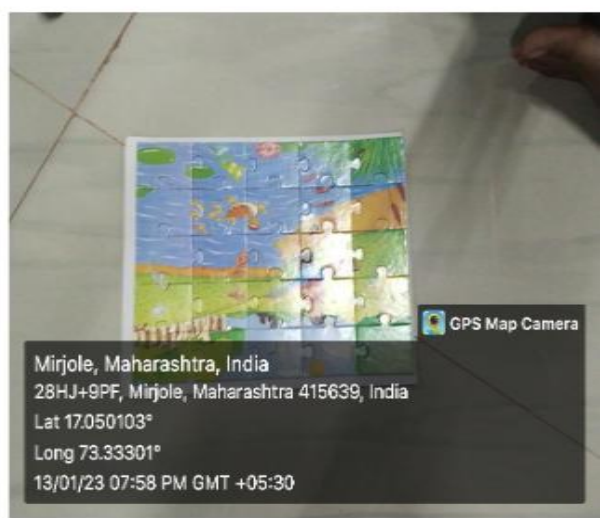 GPS Map Camera
Mirjole, Maharashtra, India
28HJ+9PF, Mirjole, Maharashtra 415639, India
Lat 17.050103°
Long 73.33301°
13/01/23 07:58 PM GMT +05:30